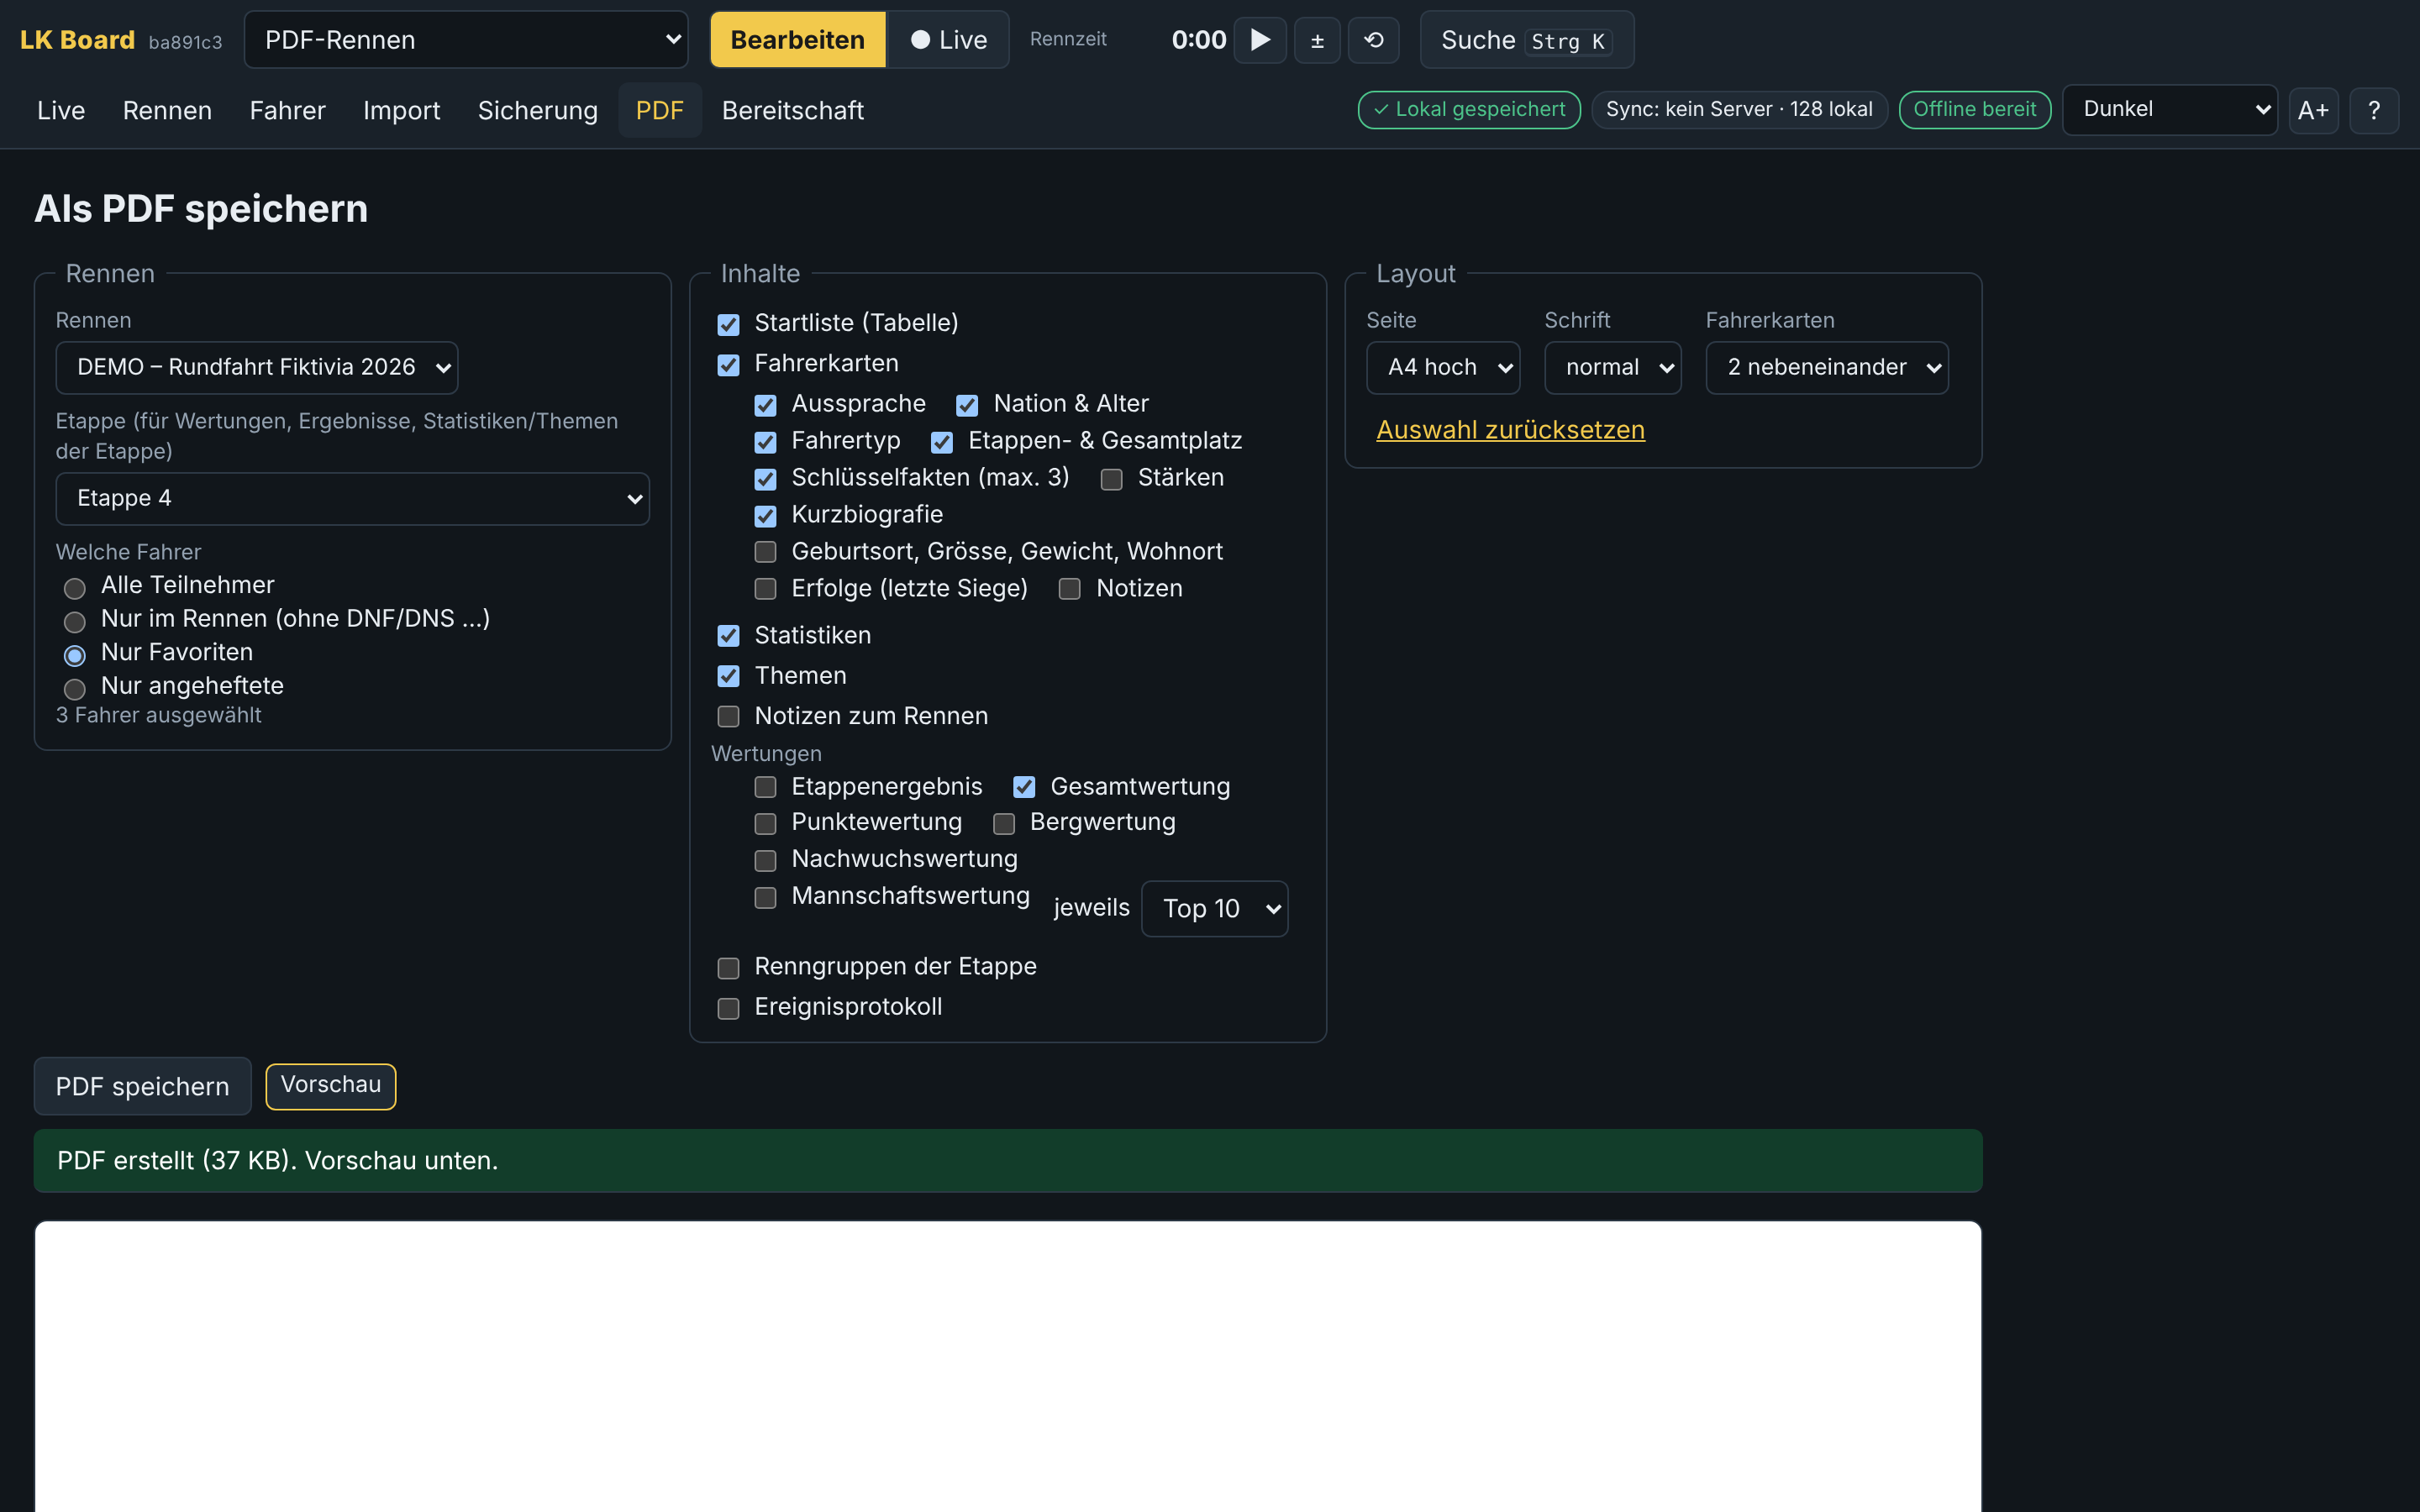 LK Board ba891c3 PDF-Rennen Bearbeiten Live Rennzeit 0:00 ± Suche Strg K
Live Rennen Fahrer Import Sicherung PDF Bereitschaft ✓ Lokal gespeichert Sync: kein Server · 128 lokal Offline bereit Dunkel A+ ?
Als PDF speichern
Rennen
Rennen
DEMO – Rundfahrt Fiktivia 2026
Etappe (für Wertungen, Ergebnisse, Statistiken/Themen
der Etappe)
Etappe 4
Welche Fahrer
Alle Teilnehmer
Nur im Rennen (ohne DNF/DNS ...)
Nur Favoriten
Nur angeheftete
3 Fahrer ausgewählt
Inhalte
Startliste (Tabelle)
Fahrerkarten
Aussprache Nation & Alter
Fahrertyp Etappen- & Gesamtplatz
Schlüsselfakten (max. 3) Stärken
Kurzbiografie
Geburtsort, Grösse, Gewicht, Wohnort
Erfolge (letzte Siege) Notizen
Statistiken
Themen
Notizen zum Rennen
Wertungen
Etappenergebnis Gesamtwertung
Punktewertung Bergwertung
Nachwuchswertung
Mannschaftswertung jeweils Top 10
Renngruppen der Etappe
Ereignisprotokoll
Layout
Seite Schrift Fahrerkarten
A4 hoch normal 2 nebeneinander
Auswahl zurücksetzen
PDF speichern Vorschau
PDF erstellt (37 KB). Vorschau unten.